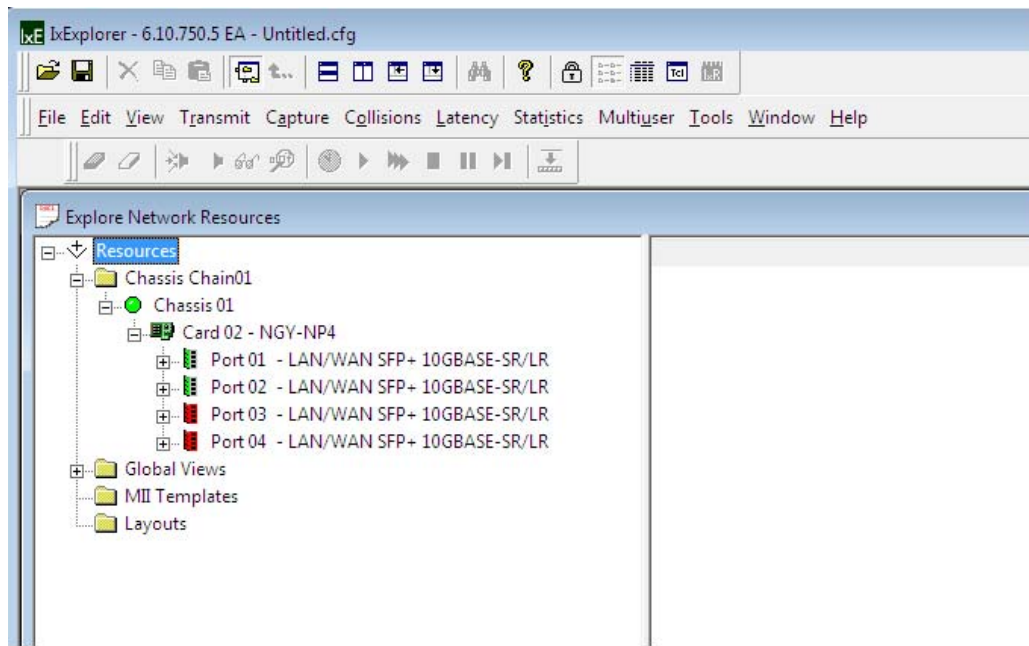 IxE IxExplorer - 6.10.750.5 EA - Untitled.cfg
Tcl IxR
File Edit View Transmit Capture Collisions Latency Statistics Multiuser Tools Window Help
Explore Network Resources
Resources
Chassis Chain01
Chassis 01
Card 02 - NGY-NP4
Port 01 - LAN/WAN SFP+ 10GBASE-SR/LR
Port 02 - LAN/WAN SFP+ 10GBASE-SR/LR
Port 03 - LAN/WAN SFP+ 10GBASE-SR/LR
Port 04 - LAN/WAN SFP+ 10GBASE-SR/LR
Global Views
MII Templates
Layouts